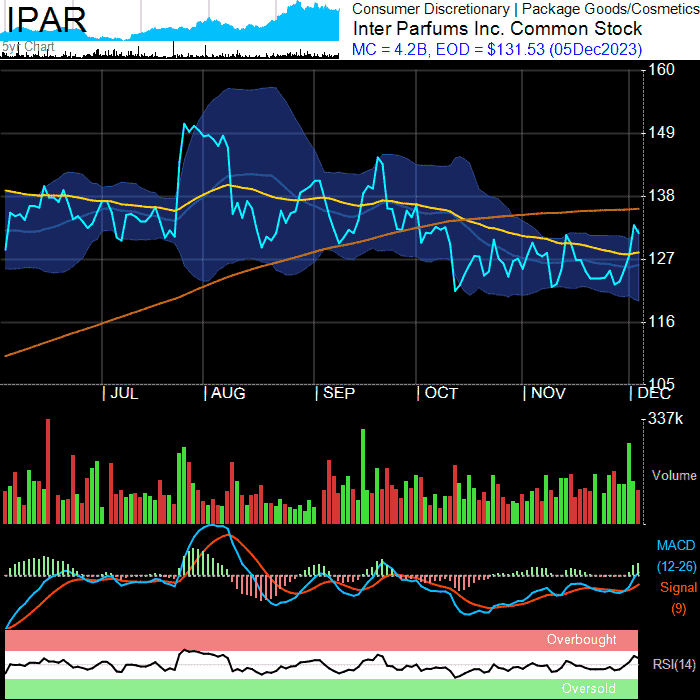 IPAR
5yr Chart
Consumer Discretionary | Package Goods/Cosmetics
Inter Parfums Inc. Common Stock
MC = 4.2B, EOD = $131.53 (05Dec2023)
160
149
138
127
116
105
| JUL | AUG | SEP | OCT | NOV | DEC
337k
Volume
MACD
(12-26)
Signal
(9)
Overbought
RSI(14)
Oversold